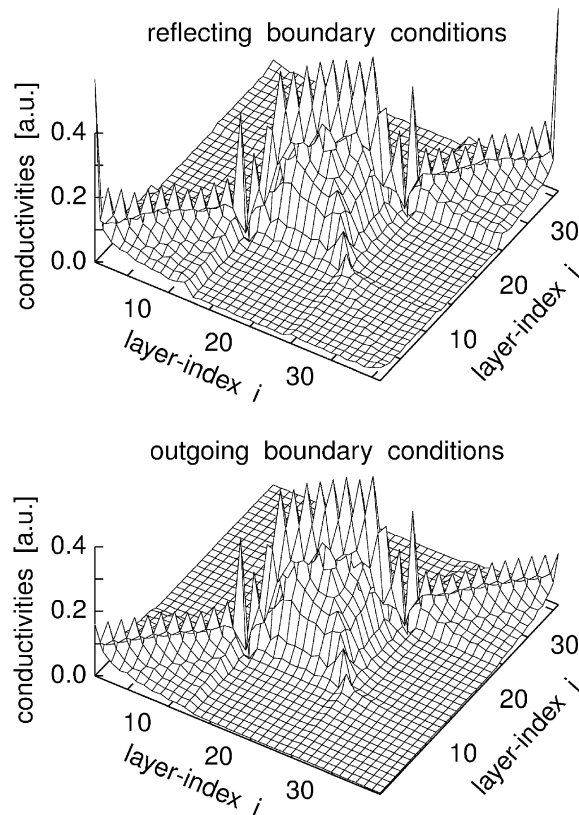 reflecting boundary conditions
conductivities [a.u.]
0.4
0.2
0.0
10
20
30
layer-index
10
20
30
layer-index
outgoing boundary conditions
conductivities [a.u.]
0.4
0.2
0.0
10
20
30
layer-index
10
20
30
layer-index